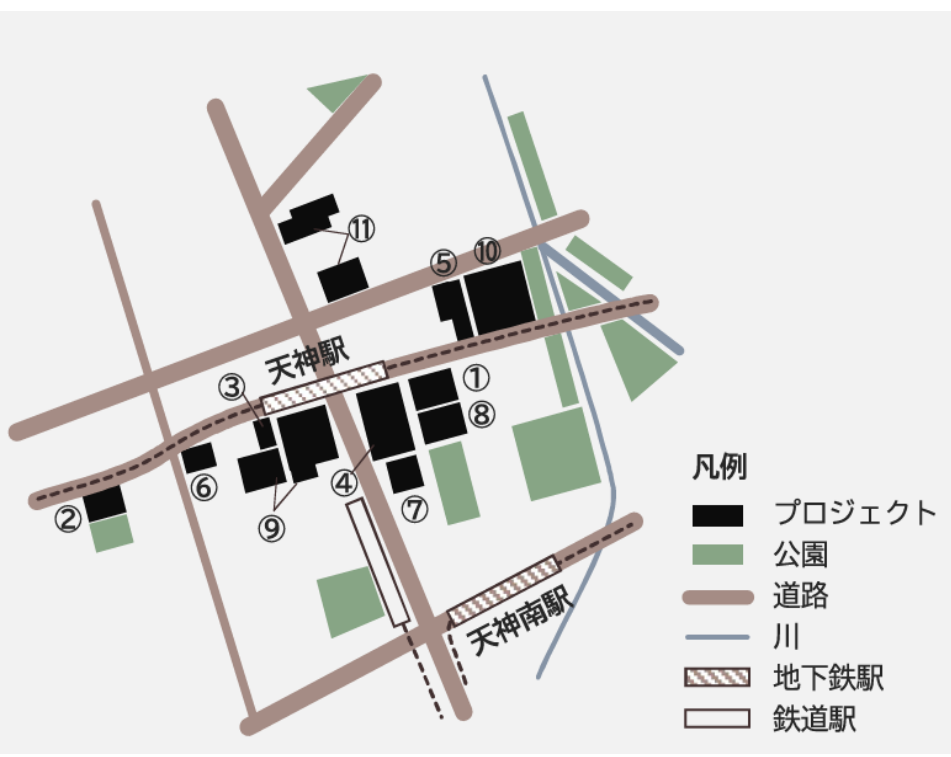 ⑪
⑤
⑩
天神駅
③
①
⑧
⑥
④
⑦
②
⑨
天神南駅
凡例
プロジェクト
公園
道路
川
地下鉄駅
鉄道駅